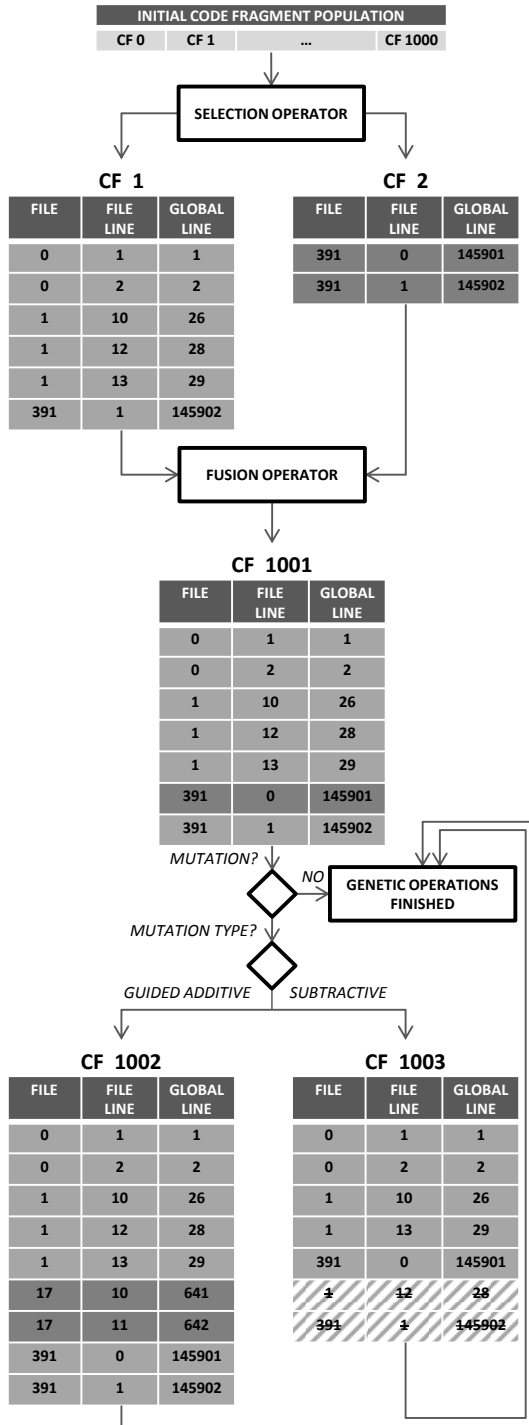 INITIAL CODE FRAGMENT POPULATION
CF 0 CF 1 ... CF 1000
SELECTION OPERATOR
CF 1
FILE FILE LINE GLOBAL LINE
0 1 1
0 2 2
1 10 26
1 12 28
1 13 29
391 1 145902
CF 2
FILE FILE LINE GLOBAL LINE
391 0 145901
391 1 145902
FUSION OPERATOR
CF 1001
FILE FILE LINE GLOBAL LINE
0 1 1
0 2 2
1 10 26
1 12 28
1 13 29
391 0 145901
391 1 145902
MUTATION?
NO
GENETIC OPERATIONS
FINISHED
MUTATION TYPE?
GUIDED ADDITIVE SUBTRACTIVE
CF 1002
FILE FILE LINE GLOBAL LINE
0 1 1
0 2 2
1 10 26
1 12 28
1 13 29
17 10 641
17 11 642
391 0 145901
391 1 145902
CF 1003
FILE FILE LINE GLOBAL LINE
0 1 1
0 2 2
1 10 26
1 13 29
391 0 145901
1 12 28
391 1 145902